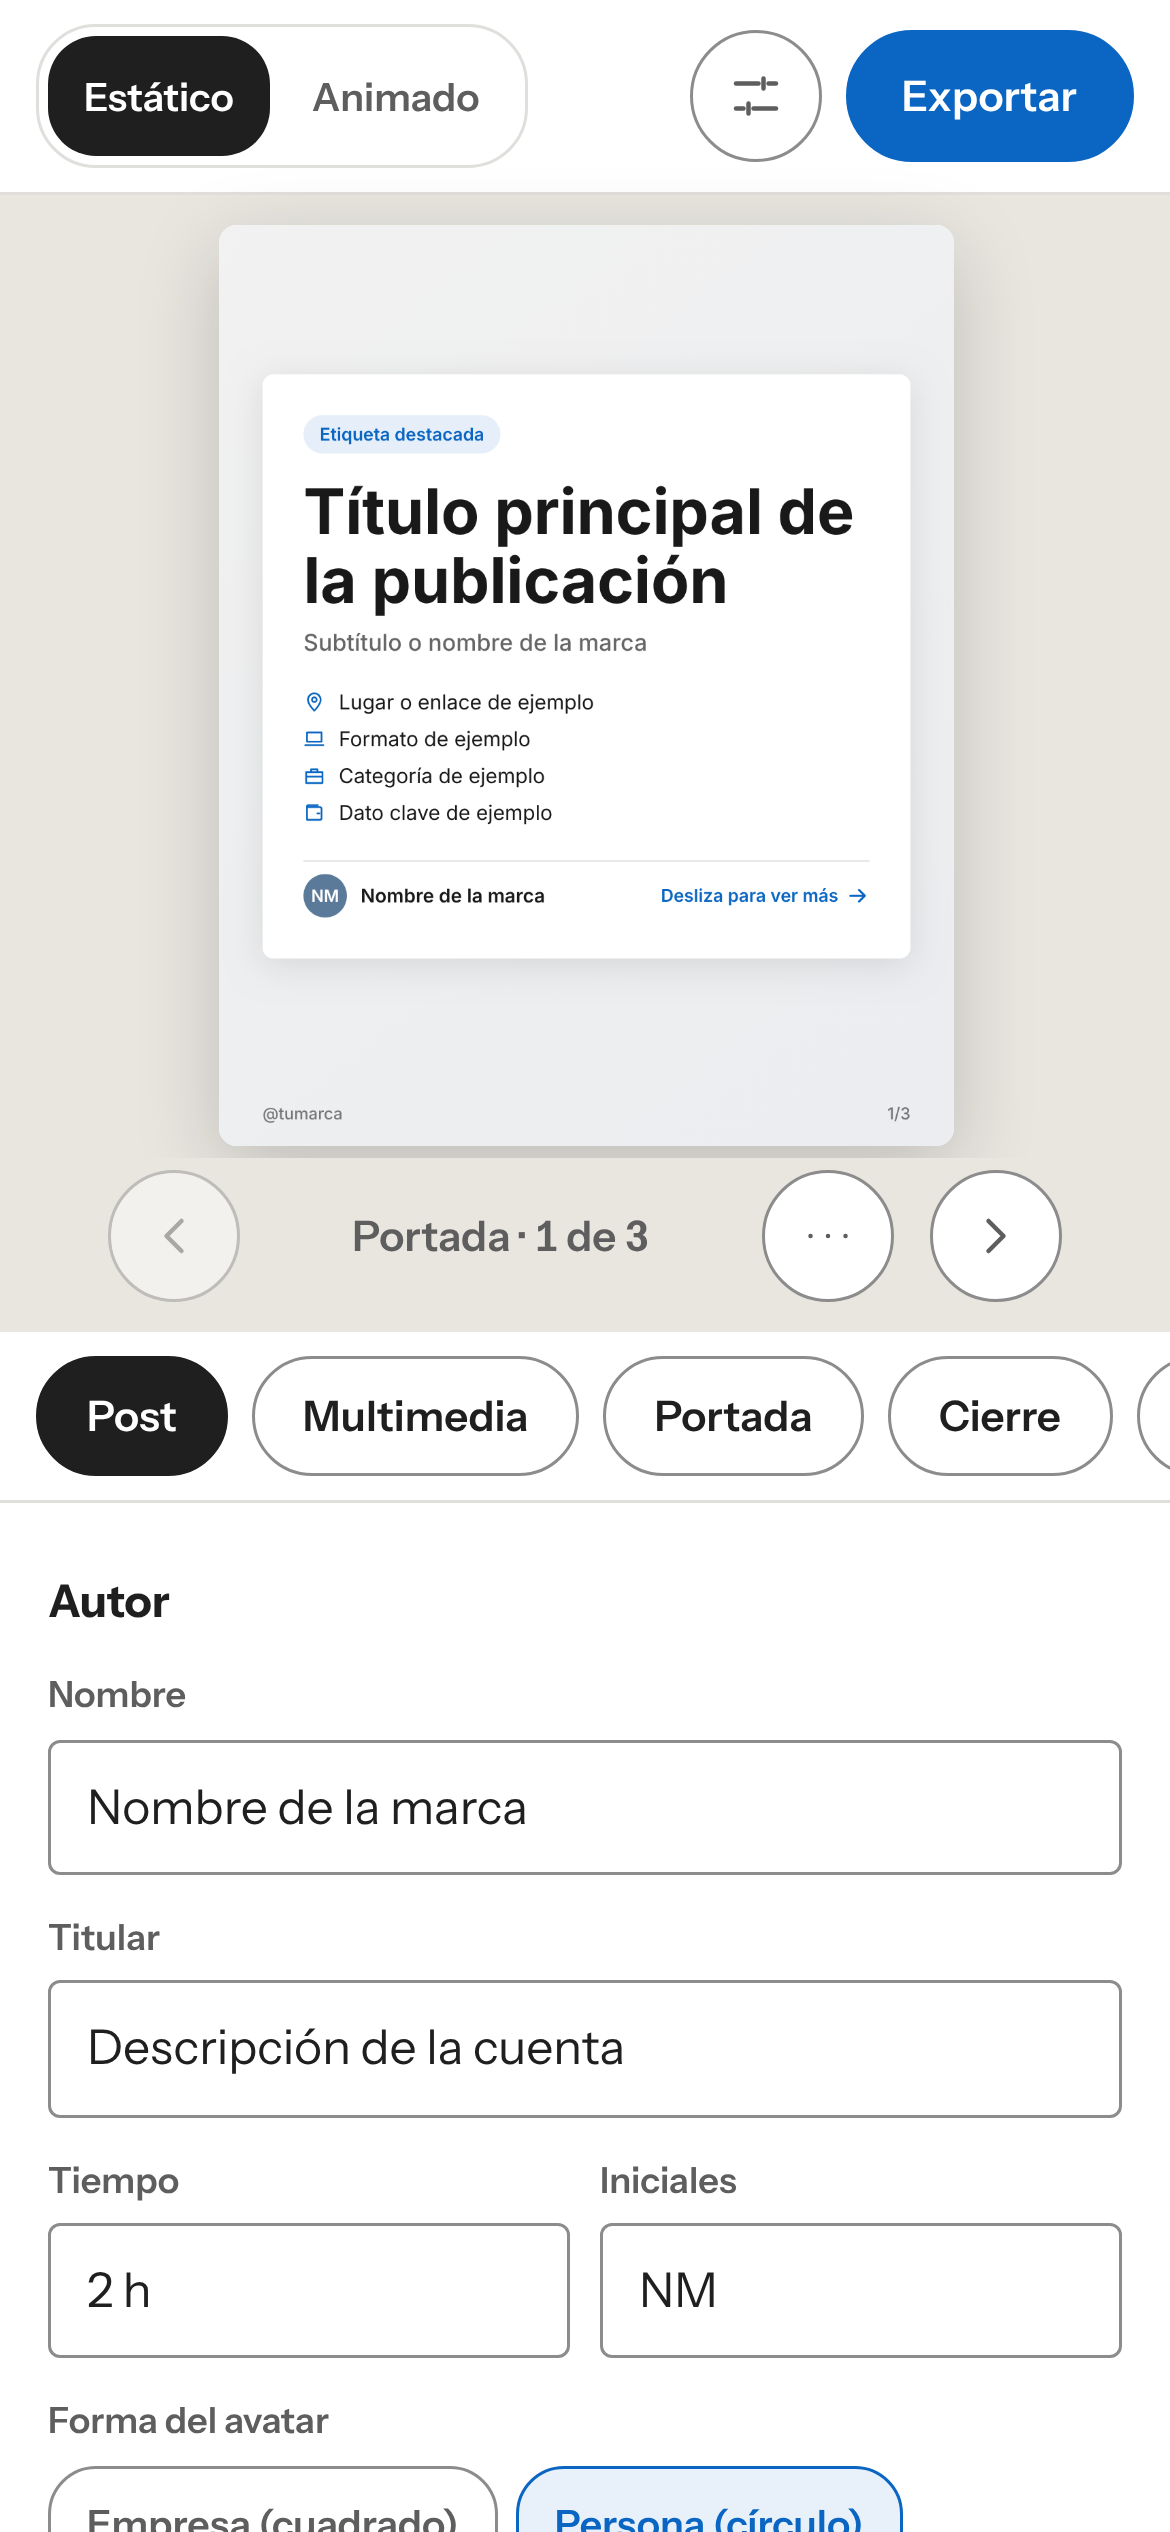 Estático Animado Exportar
Etiqueta destacada
Título principal de
la publicación
Subtítulo o nombre de la marca
Lugar o enlace de ejemplo
Formato de ejemplo
Categoría de ejemplo
Dato clave de ejemplo
NM Nombre de la marca Desliza para ver más →
@tumarca 1/3
Portada · 1 de 3 ...
Post Multimedia Portada Cierre
Autor
Nombre
Nombre de la marca
Titular
Descripción de la cuenta
Tiempo Iniciales
2 h NM
Forma del avatar
Empresa (cuadrado) Persona (círculo)